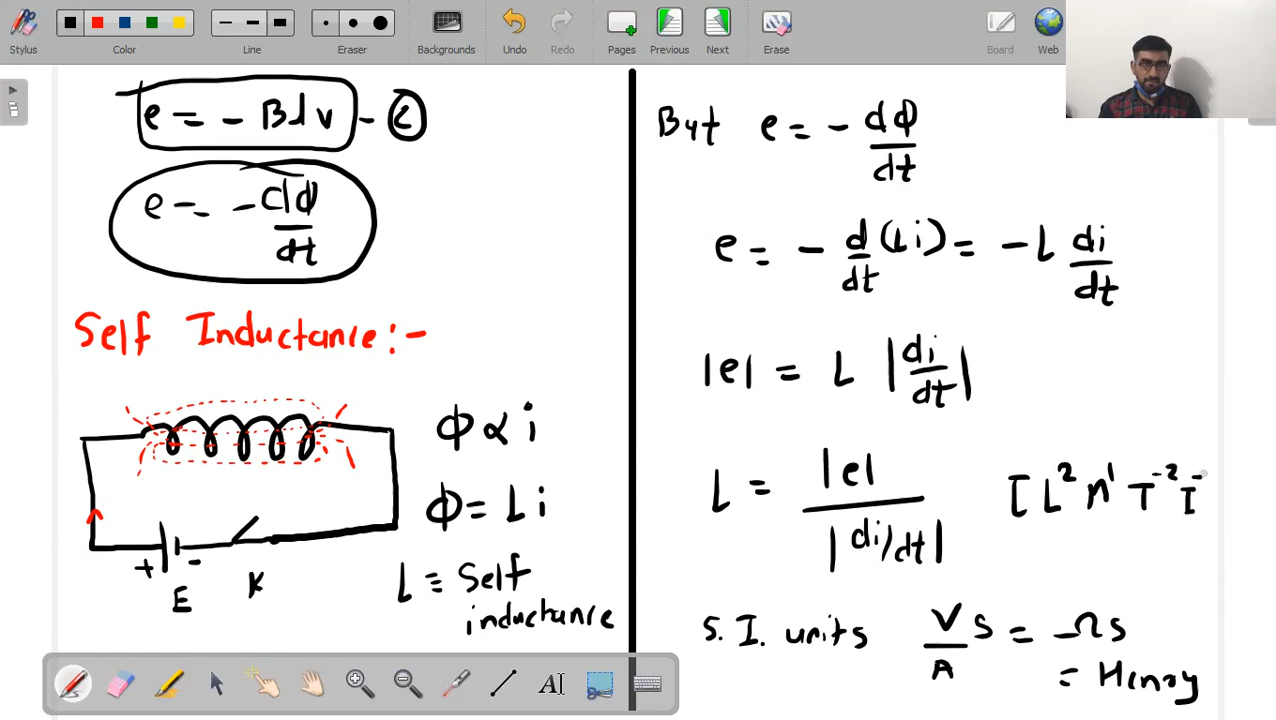 Stylus
Color
Line
Eraser
Backgrounds
Undo
Redo
Pages
Previous
Next
Erase
Board
Web
e = - Blv - 2
e = - dΦ/dt
Self Inductance:-
Φ α i
Φ = Li
L = Self
inductance
+ -
E
K
But e = - dΦ/dt
e = - d/dt (Li) = - L di/dt
|e| = L |di/dt|
L = |e| / |di/dt| [L² M¹ T⁻² I⁻
S. I. units V/A S = Ωs
= Henry